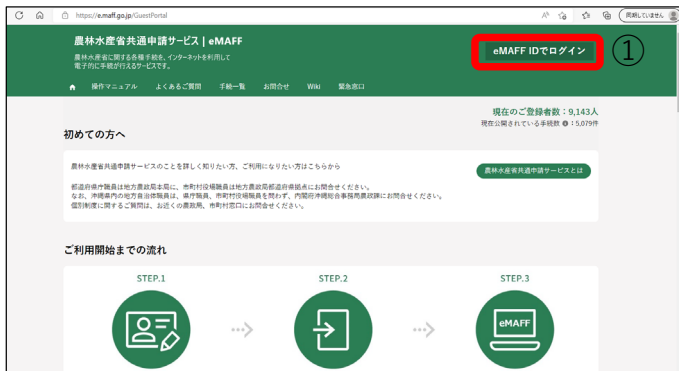 https://e.maff.go.jp/GuestPortal
同期していません
農林水産省共通申請サービス | eMAFF
農林水産省に関する各種手続を、インターネットを利用して
電子的に手続が行えるサービスです。
eMAFF IDでログイン
①
操作マニュアル よくあるご質問 手続一覧 お問合せ Wiki 緊急窓口
現在のご登録者数：9,143人
現在公開されている手続数 ：5,079件
初めての方へ
農林水産省共通申請サービスのことを詳しく知りたい方、ご利用になりたい方はこちらから
農林水産省共通申請サービスとは
都道府県庁職員は地方農政局本局に、市町村役場職員は地方農政局都道府県拠点にお問合せください。
なお、沖縄県内の地方自治体職員は、県庁職員、市町村役場職員を問わず、内閣府沖縄総合事務局農政課にお問合せください。
個別制度に関するご質問は、お近くの農政局、市町村窓口にお問合せください。
ご利用開始までの流れ
STEP.1
STEP.2
STEP.3
eMAFF